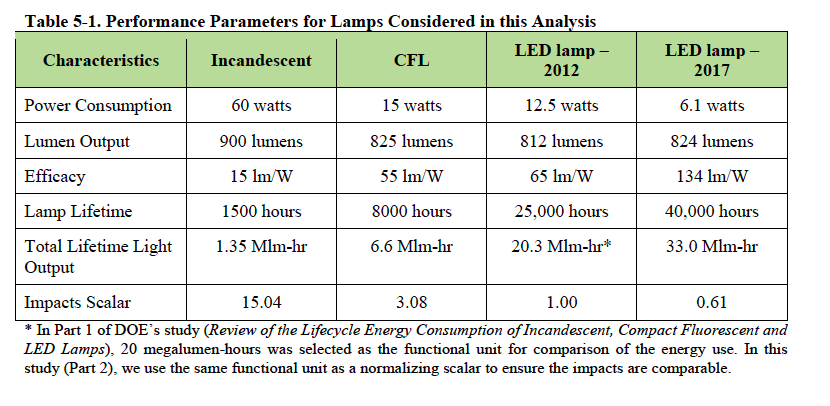 Table 5-1. Performance Parameters for Lamps Considered in this Analysis
Characteristics Incandescent CFL LED lamp – 2012 LED lamp – 2017
Power Consumption 60 watts 15 watts 12.5 watts 6.1 watts
Lumen Output 900 lumens 825 lumens 812 lumens 824 lumens
Efficacy 15 lm/W 55 lm/W 65 lm/W 134 lm/W
Lamp Lifetime 1500 hours 8000 hours 25,000 hours 40,000 hours
Total Lifetime Light Output 1.35 Mlm-hr 6.6 Mlm-hr 20.3 Mlm-hr* 33.0 Mlm-hr
Impacts Scalar 15.04 3.08 1.00 0.61
* In Part 1 of DOE’s study (Review of the Lifecycle Energy Consumption of Incandescent, Compact Fluorescent and
LED Lamps), 20 megalumen-hours was selected as the functional unit for comparison of the energy use. In this
study (Part 2), we use the same functional unit as a normalizing scalar to ensure the impacts are comparable.